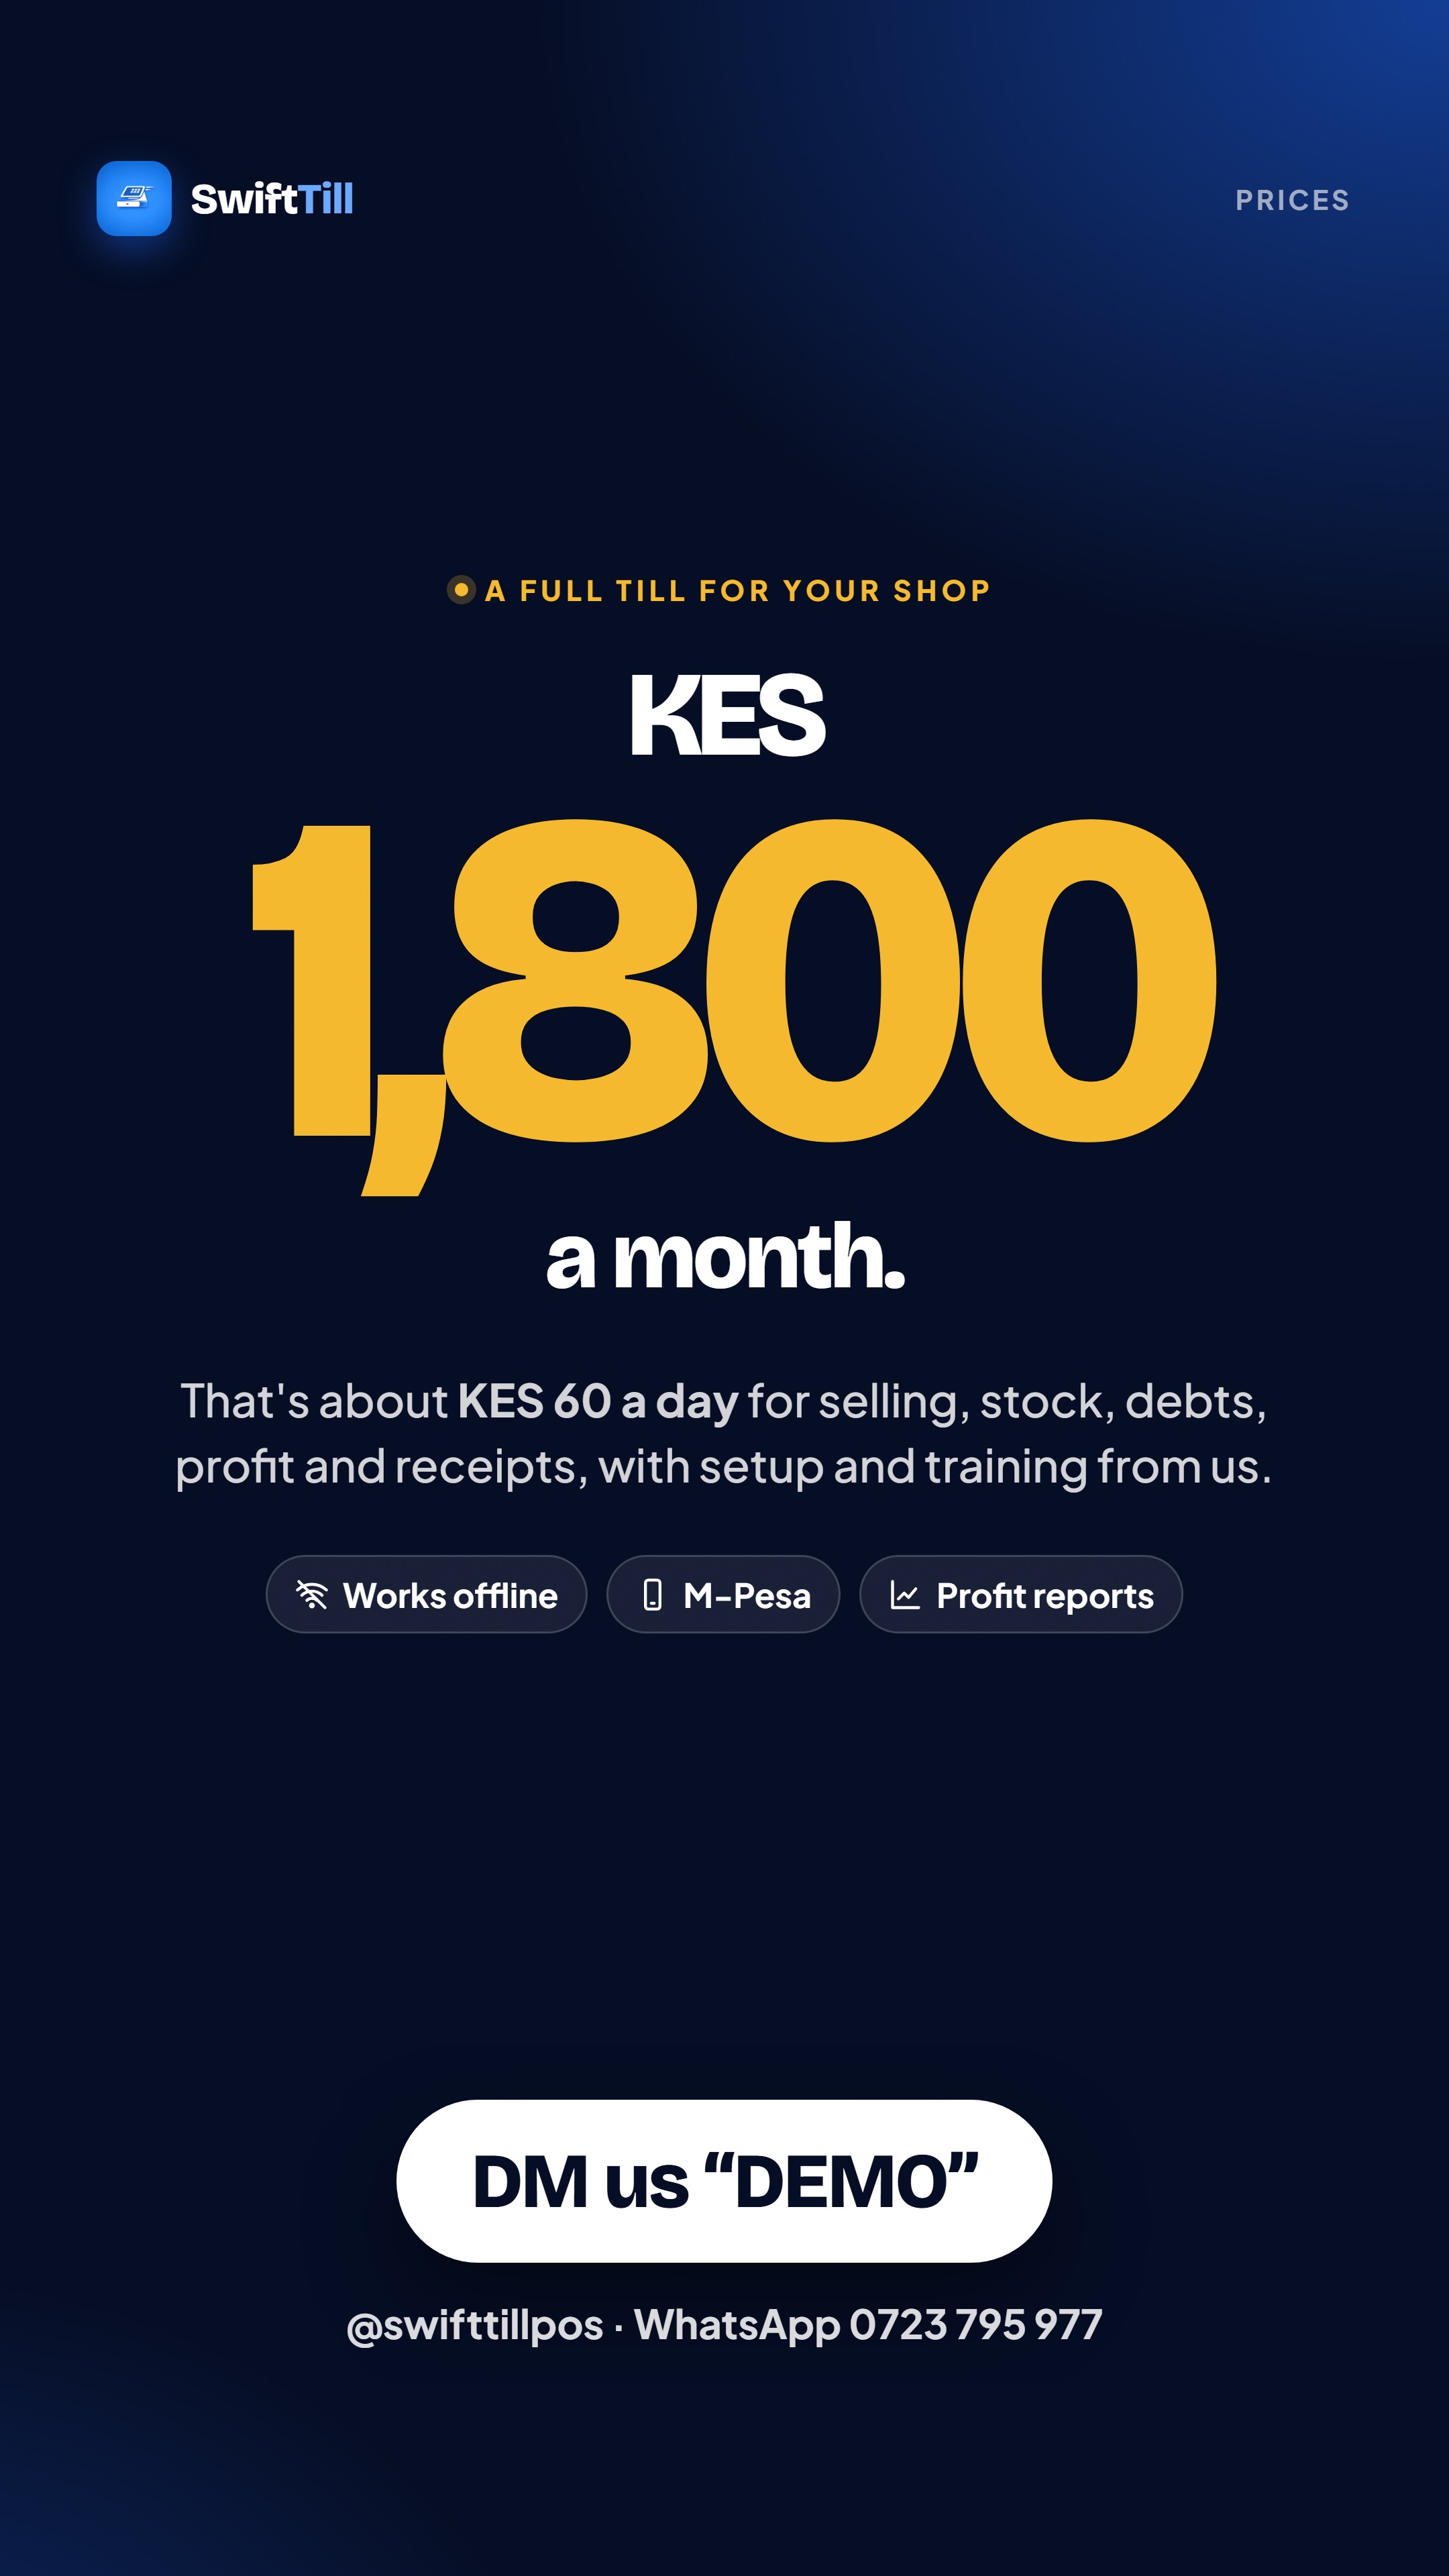 SwiftTill
PRICES
A FULL TILL FOR YOUR SHOP
KES
1,800
a month.
That's about KES 60 a day for selling, stock, debts,
profit and receipts, with setup and training from us.
Works offline
M-Pesa
Profit reports
DM us “DEMO”
@swifttillpos · WhatsApp 0723 795 977